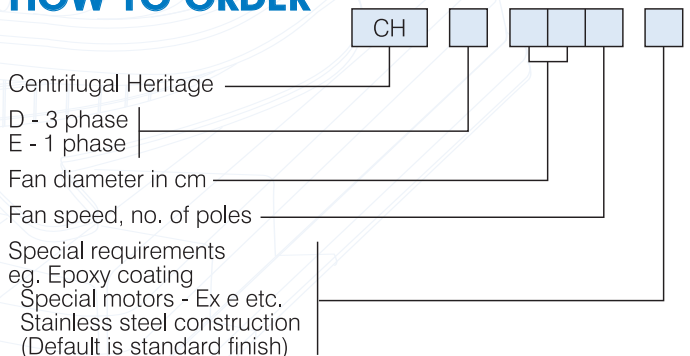 HOW TO ORDER
CH
Centrifugal Heritage
D - 3 phase
E - 1 phase
Fan diameter in cm
Fan speed, no. of poles
Special requirements
eg. Epoxy coating
Special motors - Ex e etc.
Stainless steel construction
(Default is standard finish)